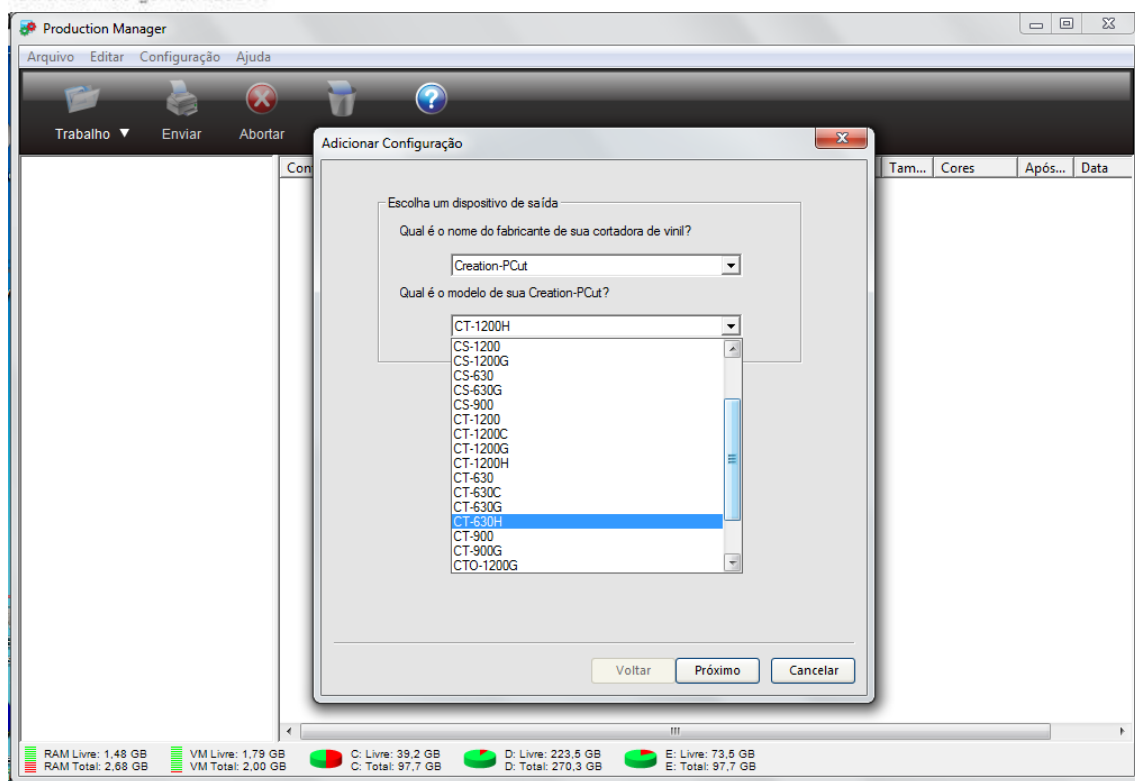 Production Manager
Arquivo Editar Configuração Ajuda
Trabalho ▼ Enviar Abortar
Adicionar Configuração
Con Tam... Cores Após... Data
Escolha um dispositivo de saída
Qual é o nome do fabricante de sua cortadora de vinil?
Creation-PCut
Qual é o modelo de sua Creation-PCut?
CT-1200H
CS-1200
CS-1200G
CS-630
CS-630G
CS-900
CT-1200
CT-1200C
CT-1200G
CT-1200H
CT-630
CT-630C
CT-630G
CT-630H
CT-900
CT-900G
CTO-1200G
Voltar Próximo Cancelar
RAM Livre: 1,48 GB VM Livre: 1,79 GB C: Livre: 39,2 GB D: Livre: 223,5 GB E: Livre: 73,5 GB
RAM Total: 2,68 GB VM Total: 2,00 GB C: Total: 97,7 GB D: Total: 270,3 GB E: Total: 97,7 GB